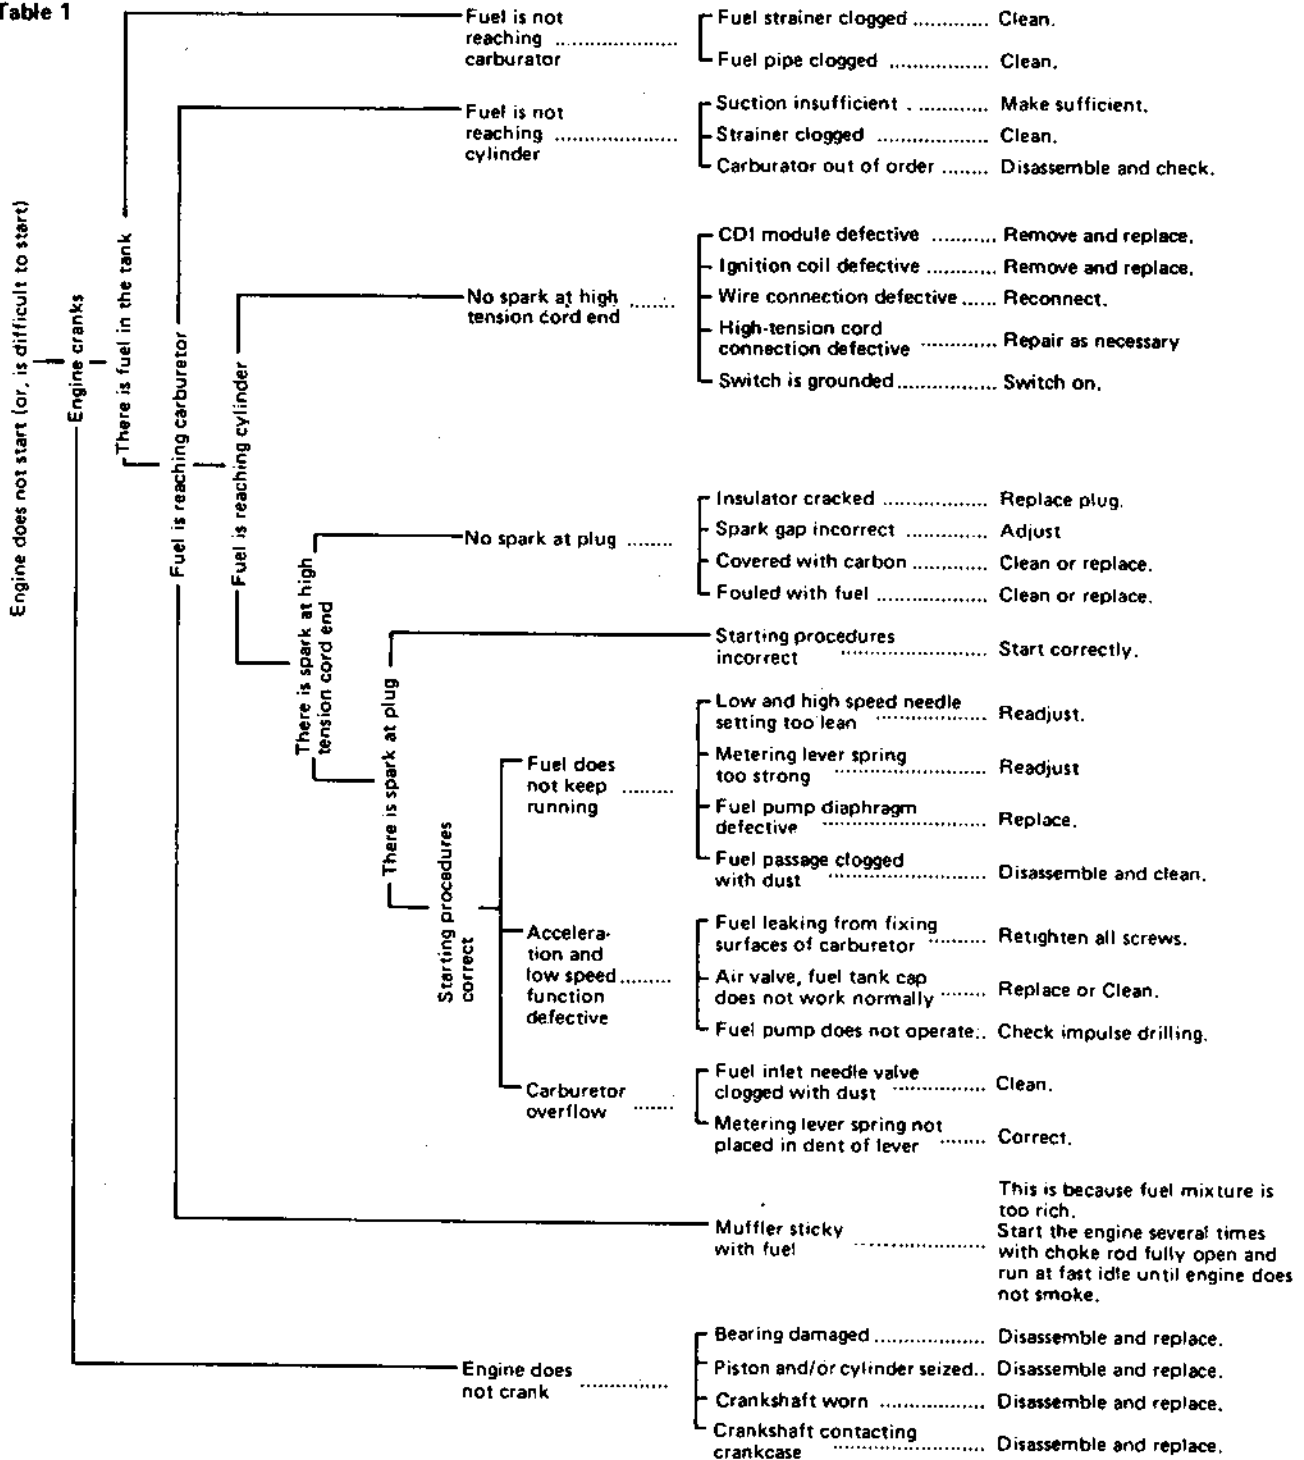 Table 1
Engine does not start (or, is difficult to start)
Engine cranks
There is fuel in the tank
Fuel is reaching carburetor
Fuel is reaching cylinder
There is spark at high
tension cord end
There is spark at plug
Starting procedures
correct
Fuel is not
reaching ....................
carburator
Fuel strainer clogged ............ Clean.
Fuel pipe clogged ................ Clean.
Fuel is not
reaching ....................
cylinder
Suction insufficient . ........... Make sufficient.
Strainer clogged .................. Clean.
Carburator out of order ........ Disassemble and check.
No spark at high .......
tension cord end
CD1 module defective ........... Remove and replace.
Ignition coil defective ............ Remove and replace.
Wire connection defective ...... Reconnect.
High-tension cord
connection defective ............. Repair as necessary
Switch is grounded................ Switch on.
No spark at plug ........
Insulator cracked ................. Replace plug.
Spark gap incorrect ............. Adjust
Covered with carbon ............ Clean or replace.
Fouled with fuel .................. Clean or replace.
Starting procedures
incorrect ........................ Start correctly.
Fuel does
not keep .........
running
Low and high speed needle
setting too lean .................. Readjust.
Metering lever spring
too strong ......................... Readjust
Fuel pump diaphragm
defective ........................... Replace.
Fuel passage clogged
with dust .......................... Disassemble and clean.
Accelera-
tion and
low speed .........
function
defective
Fuel leaking from fixing
surfaces of carburetor ......... Retighten all screws.
Air valve, fuel tank cap
does not work normally ....... Replace or Clean.
Fuel pump does not operate.. Check impulse drilling.
Carburetor
overflow .......
Fuel inlet needle valve
clogged with dust ............... Clean.
Metering lever spring not
placed in dent of lever ........ Correct.
Muffler sticky
with fuel ......................
This is because fuel mixture is
too rich.
Start the engine several times
with choke rod fully open and
run at fast idle until engine does
not smoke.
Engine does
not crank ...............
Bearing damaged .................. Disassemble and replace.
Piston and/or cylinder seized.. Disassemble and replace.
Crankshaft worn ................. Disassemble and replace.
Crankshaft contacting
crankcase ......................... Disassemble and replace.